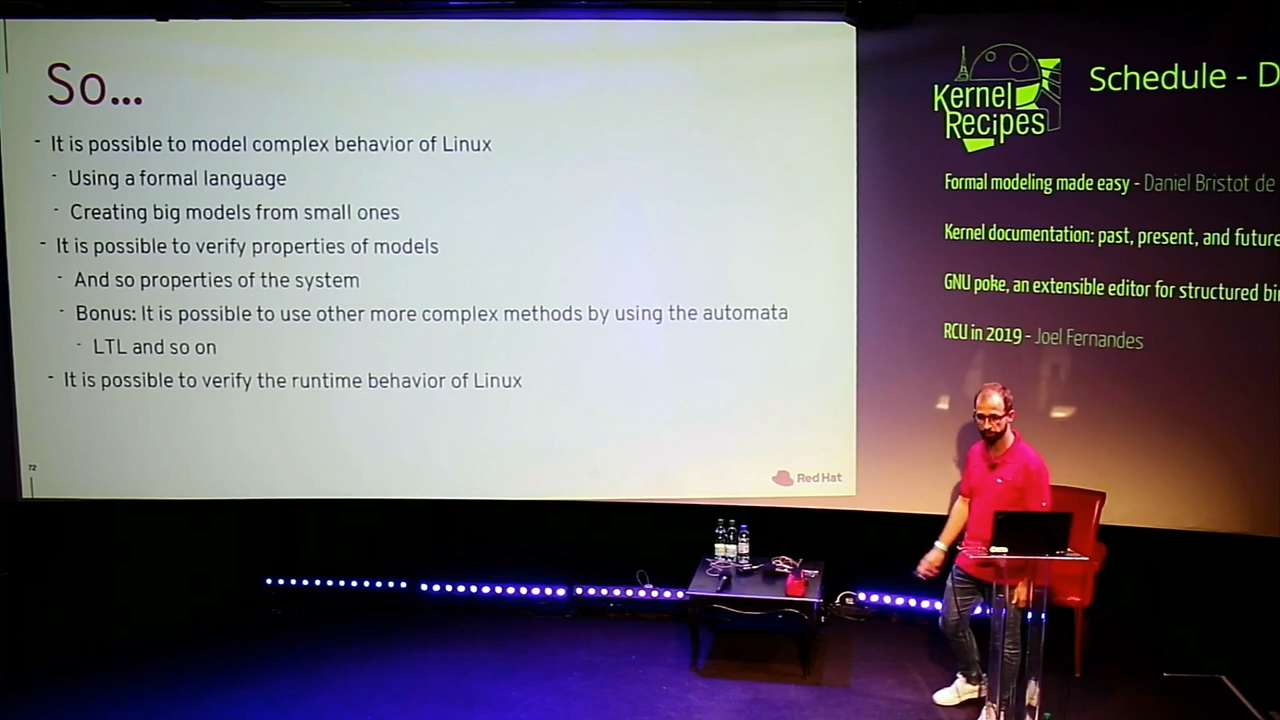 So...
- It is possible to model complex behavior of Linux
- Using a formal language
- Creating big models from small ones
- It is possible to verify properties of models
- And so properties of the system
- Bonus: It is possible to use other more complex methods by using the automata
- LTL and so on
- It is possible to verify the runtime behavior of Linux
72
Red Hat
Kernel
Recipes
Schedule - D
Formal modeling made easy - Daniel Bristot de
Kernel documentation: past, present, and future
GNU poke, an extensible editor for structured bi
RCU in 2019 - Joel Fernandes